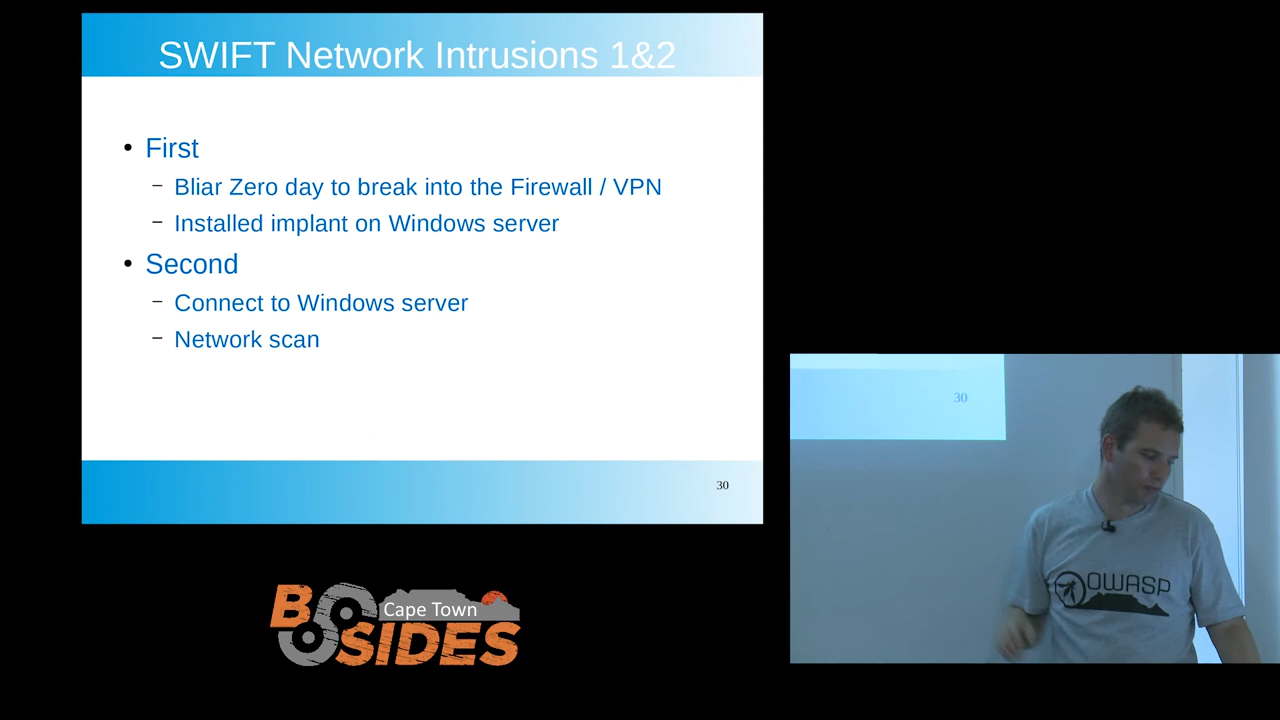 SWIFT Network Intrusions 1&2
• First
– Bliar Zero day to break into the Firewall / VPN
– Installed implant on Windows server
• Second
– Connect to Windows server
– Network scan
30
30
OWASP
Cape Town
BSIDES